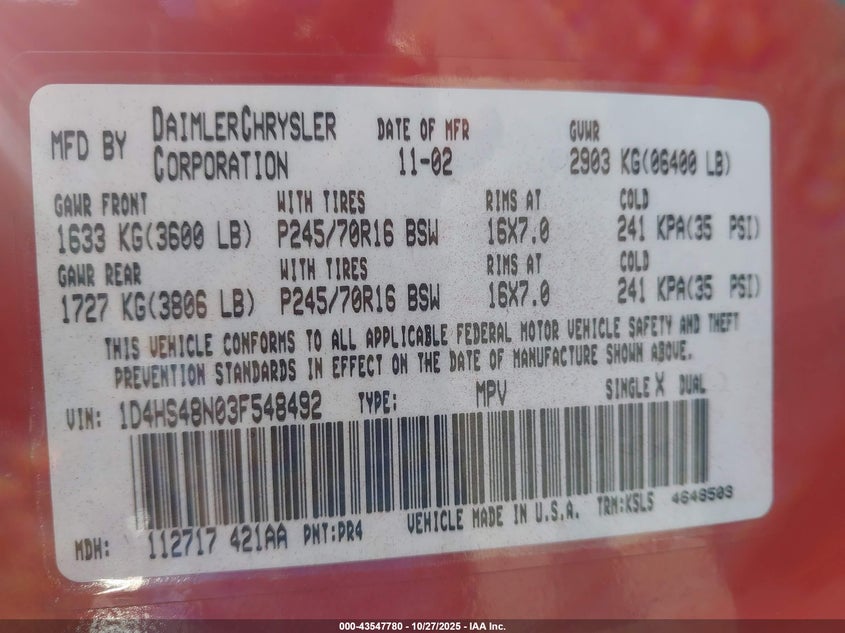 MFD BY DAIMLERCHRYSLER CORPORATION DATE OF MFR 11-02 GVWR 2903 KG(06400 LB)
GAWR FRONT WITH TIRES RIMS AT COLD
1633 KG(3600 LB) P245/70R16 BSW 16X7.0 241 KPA(35 PSI)
GAWR REAR WITH TIRES RIMS AT COLD
1727 KG(3806 LB) P245/70R16 BSW 16X7.0 241 KPA(35 PSI)
THIS VEHICLE CONFORMS TO ALL APPLICABLE FEDERAL MOTOR VEHICLE SAFETY AND THEFT
PREVENTION STANDARDS IN EFFECT ON THE DATE OF MANUFACTURE SHOWN ABOVE.
VIN: 1D4HS48N03F548492 TYPE: MPV SINGLE X DUAL
MDH: 112717 421AA PNT:PR4 VEHICLE MADE IN U.S.A. TRM:KSL5 4648503
000-43547780 - 10/27/2025 - IAA Inc.